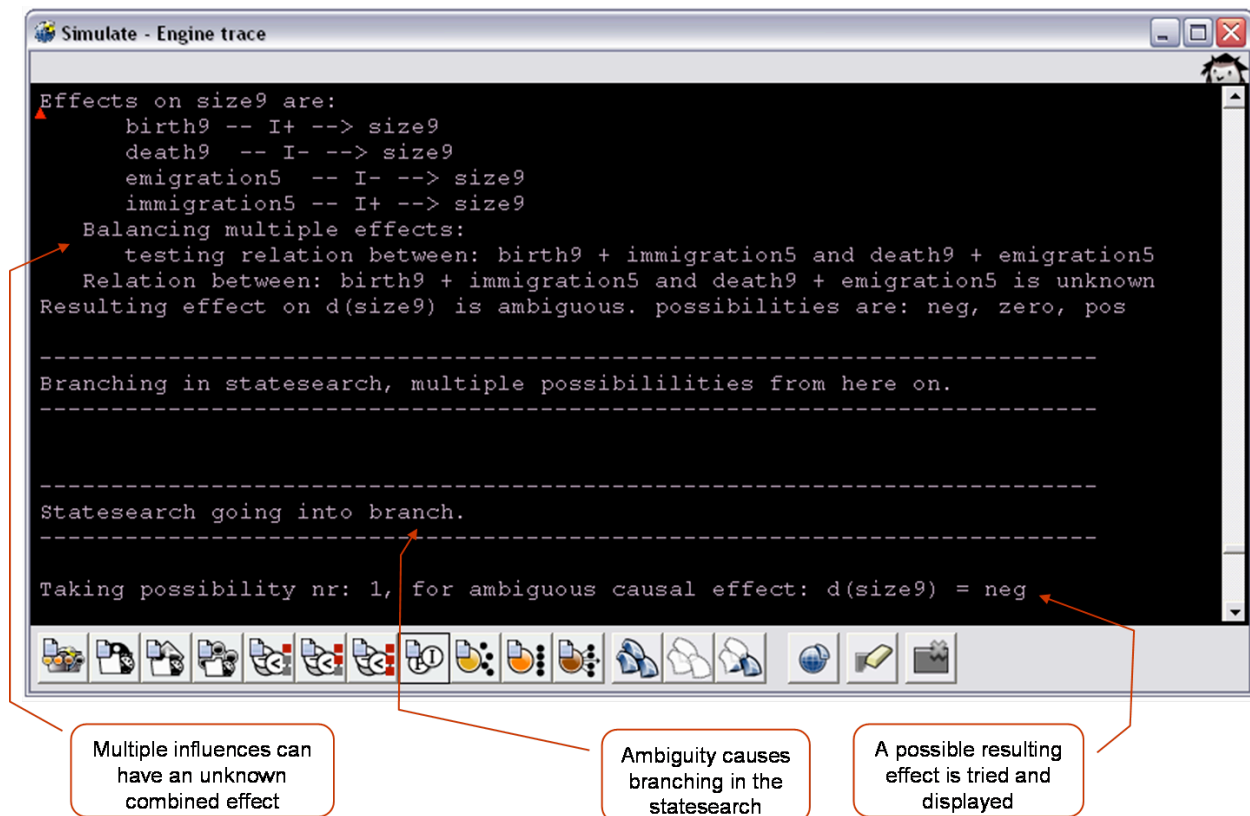 Simulate - Engine trace
Effects on size9 are:
birth9 -- I+ --> size9
death9 -- I- --> size9
emigration5 -- I- --> size9
immigration5 -- I+ --> size9
Balancing multiple effects:
testing relation between: birth9 + immigration5 and death9 + emigration5
Relation between: birth9 + immigration5 and death9 + emigration5 is unknown
Resulting effect on d(size9) is ambiguous. possibilities are: neg, zero, pos
--------------------------------------------------------------------------
Branching in statesearch, multiple possibililities from here on.
--------------------------------------------------------------------------
--------------------------------------------------------------------------
Statesearch going into branch.
--------------------------------------------------------------------------
Taking possibility nr: 1, for ambiguous causal effect: d(size9) = neg
Multiple influences can
have an unknown
combined effect
Ambiguity causes
branching in the
statesearch
A possible resulting
effect is tried and
displayed